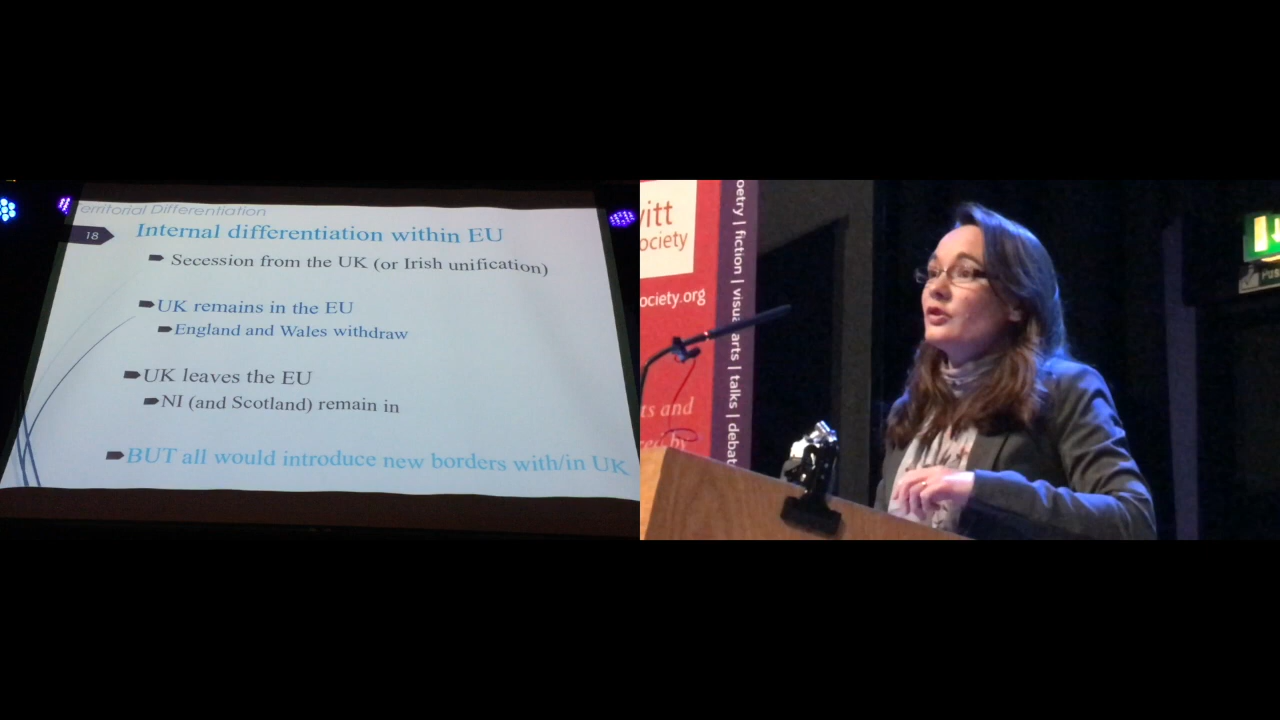 erritorial Differentiation
18
Internal differentiation within EU
Secession from the UK (or Irish unification)
UK remains in the EU
England and Wales withdraw
UK leaves the EU
NI (and Scotland) remain in
BUT all would introduce new borders with/in UK
itt
ociety
ociety.org
oetry | fiction | visual arts | talks | debat
ts and